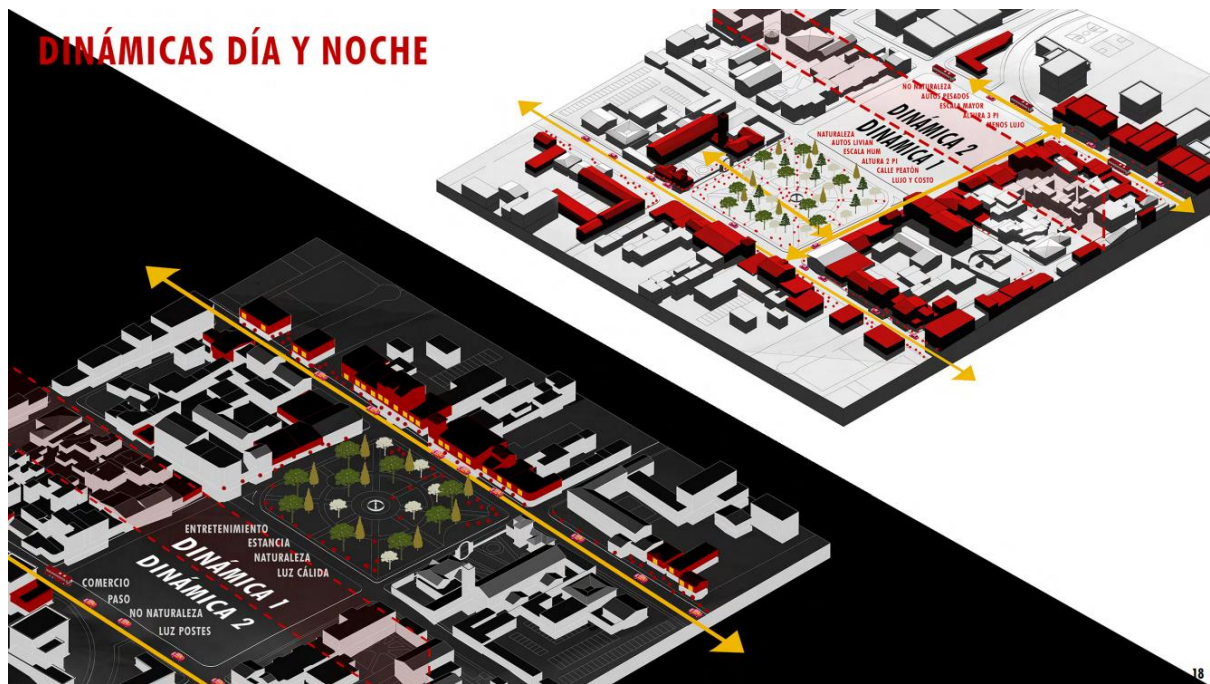 DINÁMICAS DÍA Y NOCHE
NO NATURALEZA
AUTOS PESADOS
ESCALA MAYOR
ALTURA 3 PI
MENOS LUJO
DINÁMICA 2
DINÁMICA 1
NATURALEZA
AUTOS LIVIAN
ESCALA HUM
ALTURA 2 PI
CALLE PEATÓN
LUJO Y COSTO
ENTRETENIMIENTO
ESTANCIA
NATURALEZA
LUZ CÁLIDA
DINÁMICA 1
DINÁMICA 2
COMERCIO
PASO
NO NATURALEZA
LUZ POSTES
18